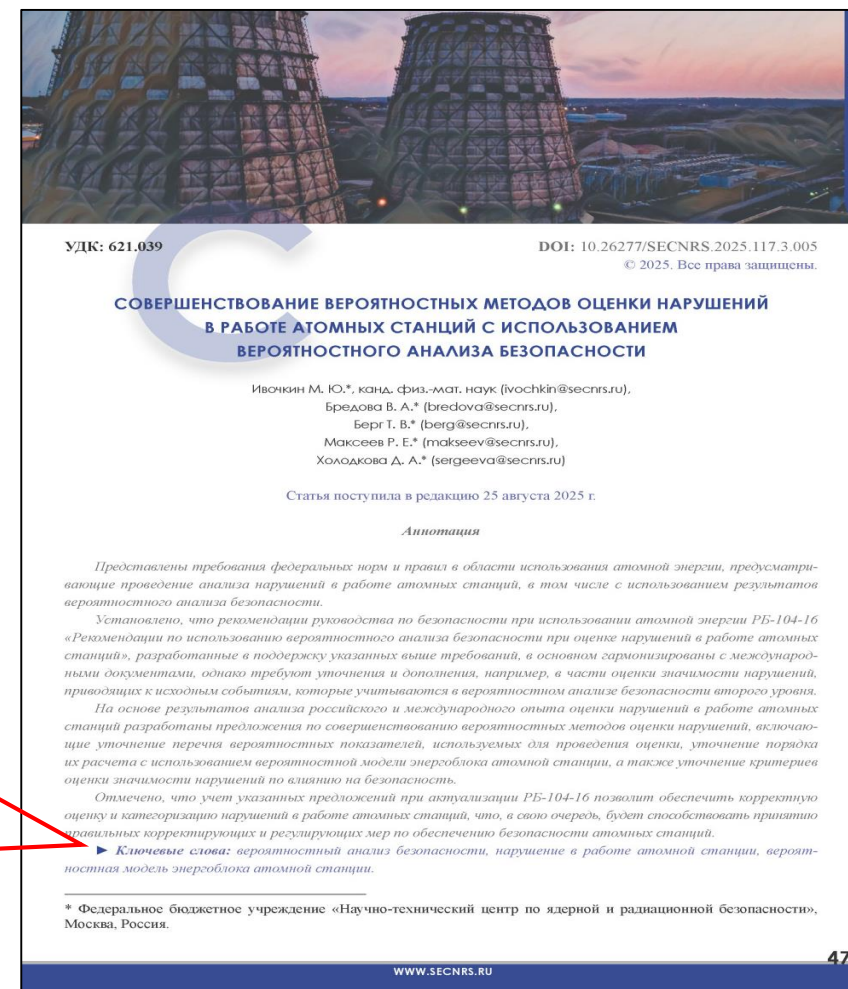 УДК: 621.039
DOI: 10.26277/SECNRS.2025.117.3.005
© 2025. Все права защищены.
СОВЕРШЕНСТВОВАНИЕ ВЕРОЯТНОСТНЫХ МЕТОДОВ ОЦЕНКИ НАРУШЕНИЙ
В РАБОТЕ АТОМНЫХ СТАНЦИЙ С ИСПОЛЬЗОВАНИЕМ
ВЕРОЯТНОСТНОГО АНАЛИЗА БЕЗОПАСНОСТИ
Ивочкин М. Ю.*, канд. физ.-мат. наук (ivochkin@secnrs.ru),
Бредова В. А.* (bredova@secnrs.ru),
Берг Т. В.* (berg@secnrs.ru),
Максеев Р. Е.* (makseev@secnrs.ru),
Холодкова Д. А.* (sergeeva@secnrs.ru)
Статья поступила в редакцию 25 августа 2025 г.
Аннотация
Представлены требования федеральных норм и правил в области использования атомной энергии, предусматри-
вающие проведение анализа нарушений в работе атомных станций, в том числе с использованием результатов
вероятностного анализа безопасности.
Установлено, что рекомендации руководства по безопасности при использовании атомной энергии РБ-104-16
«Рекомендации по использованию вероятностного анализа безопасности при оценке нарушений в работе атомных
станций», разработанные в поддержку указанных выше требований, в основном гармонизированы с международ-
ными документами, однако требуют уточнения и дополнения, например, в части оценки значимости нарушений,
приводящих к исходным событиям, которые учитываются в вероятностном анализе безопасности второго уровня.
На основе результатов анализа российского и международного опыта оценки нарушений в работе атомных
станций разработаны предложения по совершенствованию вероятностных методов оценки нарушений, включаю-
щие уточнение перечня вероятностных показателей, используемых для проведения оценки, уточнение порядка
их расчета с использованием вероятностной модели энергоблока атомной станции, а также уточнение критериев
оценки значимости нарушений по влиянию на безопасность.
Отмечено, что учет указанных предложений при актуализации РБ-104-16 позволит обеспечить корректную
оценку и категоризацию нарушений в работе атомных станций, что, в свою очередь, будет способствовать принятию
правильных корректирующих и регулирующих мер по обеспечению безопасности атомных станций.
► Ключевые слова: вероятностный анализ безопасности, нарушение в работе атомной станции, вероят-
ностная модель энергоблока атомной станции.
* Федеральное бюджетное учреждение «Научно-технический центр по ядерной и радиационной безопасности»,
Москва, Россия.
47
WWW.SECNRS.RU